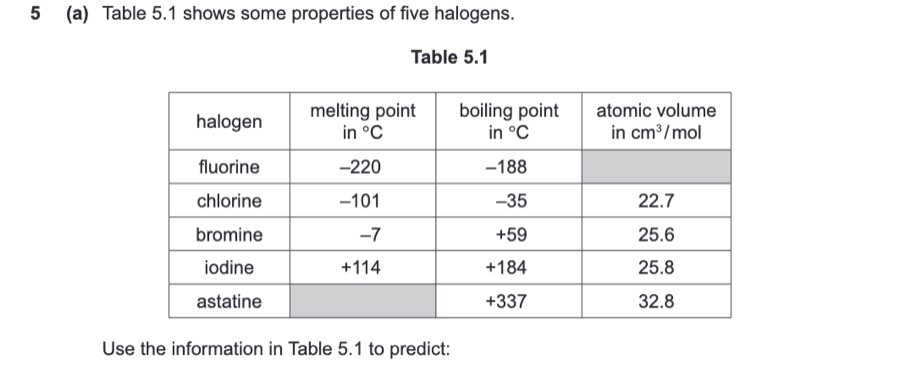 5 (a) Table 5.1 shows some properties of five halogens.
Table 5.1
halogen melting point in °C boiling point in °C atomic volume in cm³/mol
fluorine –220 –188
chlorine –101 –35 22.7
bromine –7 +59 25.6
iodine +114 +184 25.8
astatine +337 32.8
Use the information in Table 5.1 to predict: